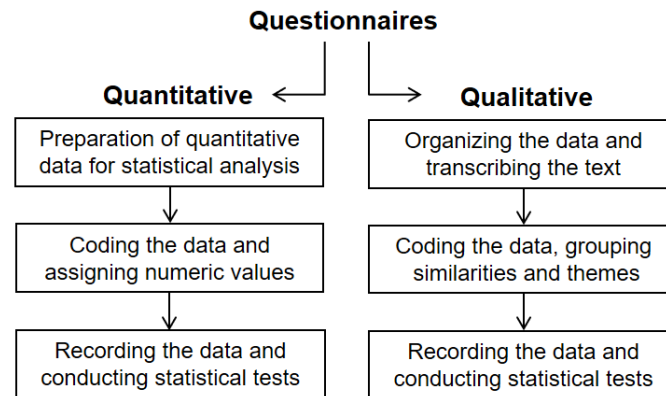 Questionnaires
Quantitative
Preparation of quantitative
data for statistical analysis
Coding the data and
assigning numeric values
Recording the data and
conducting statistical tests
Qualitative
Organizing the data and
transcribing the text
Coding the data, grouping
similarities and themes
Recording the data and
conducting statistical tests